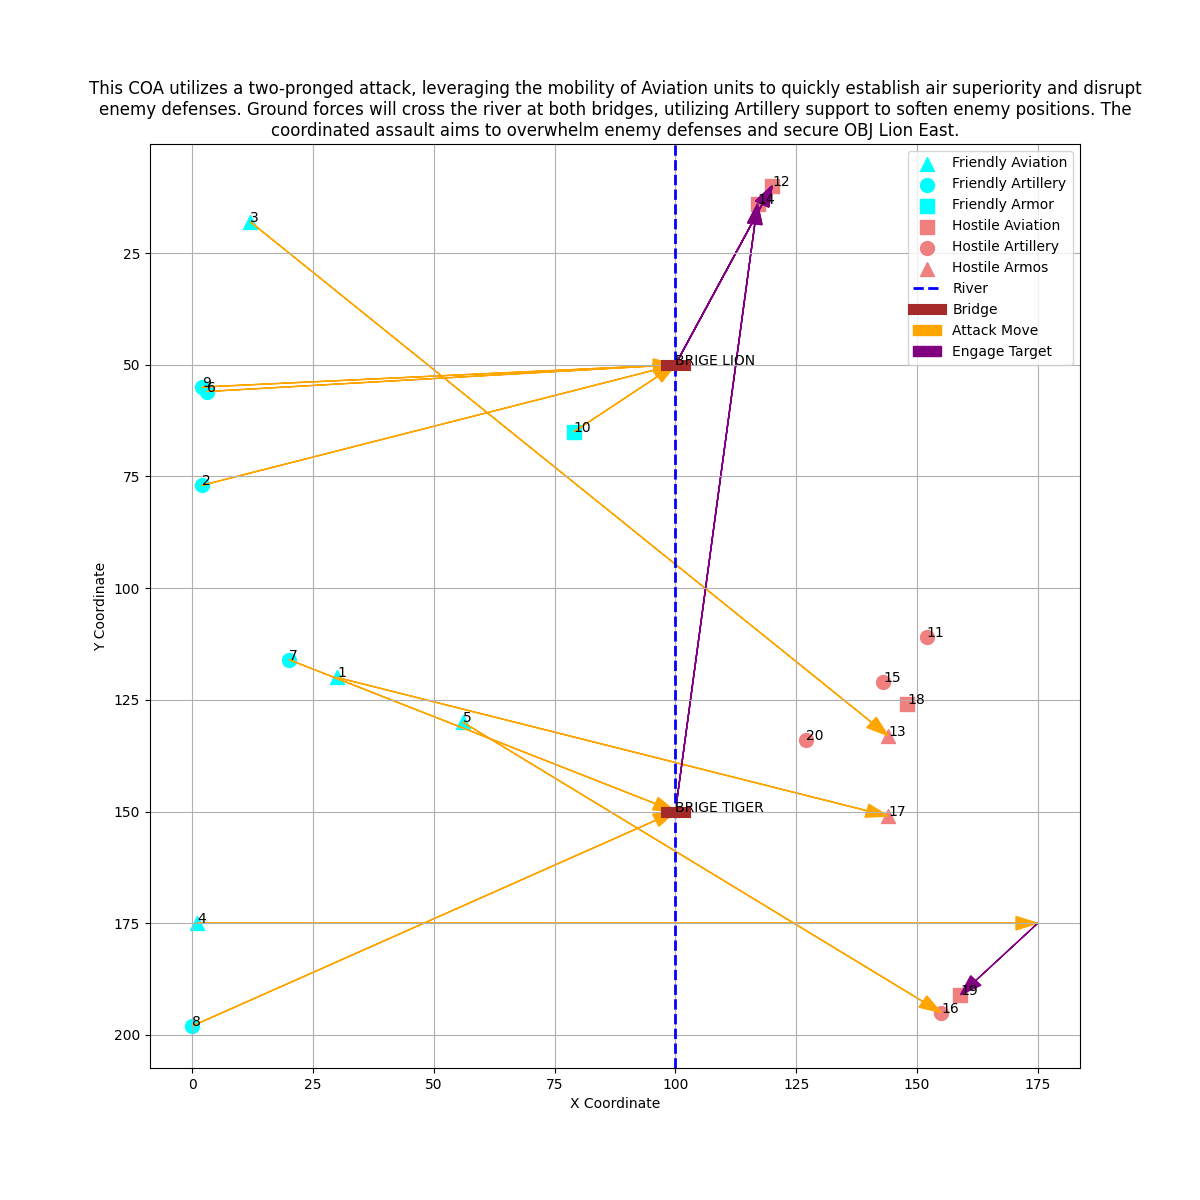 This COA utilizes a two-pronged attack, leveraging the mobility of Aviation units to quickly establish air superiority and disrupt
enemy defenses. Ground forces will cross the river at both bridges, utilizing Artillery support to soften enemy positions. The
coordinated assault aims to overwhelm enemy defenses and secure OBJ Lion East.
Friendly Aviation
Friendly Artillery
Friendly Armor
Hostile Aviation
Hostile Artillery
Hostile Armos
River
Bridge
Attack Move
Engage Target
12
14
3
BRIGE LION
9
6
10
2
11
7
1
15
18
5
13
20
BRIGE TIGER
17
4
19
16
8
25
50
75
100
125
150
175
200
Y Coordinate
0 25 50 75 100 125 150 175
X Coordinate